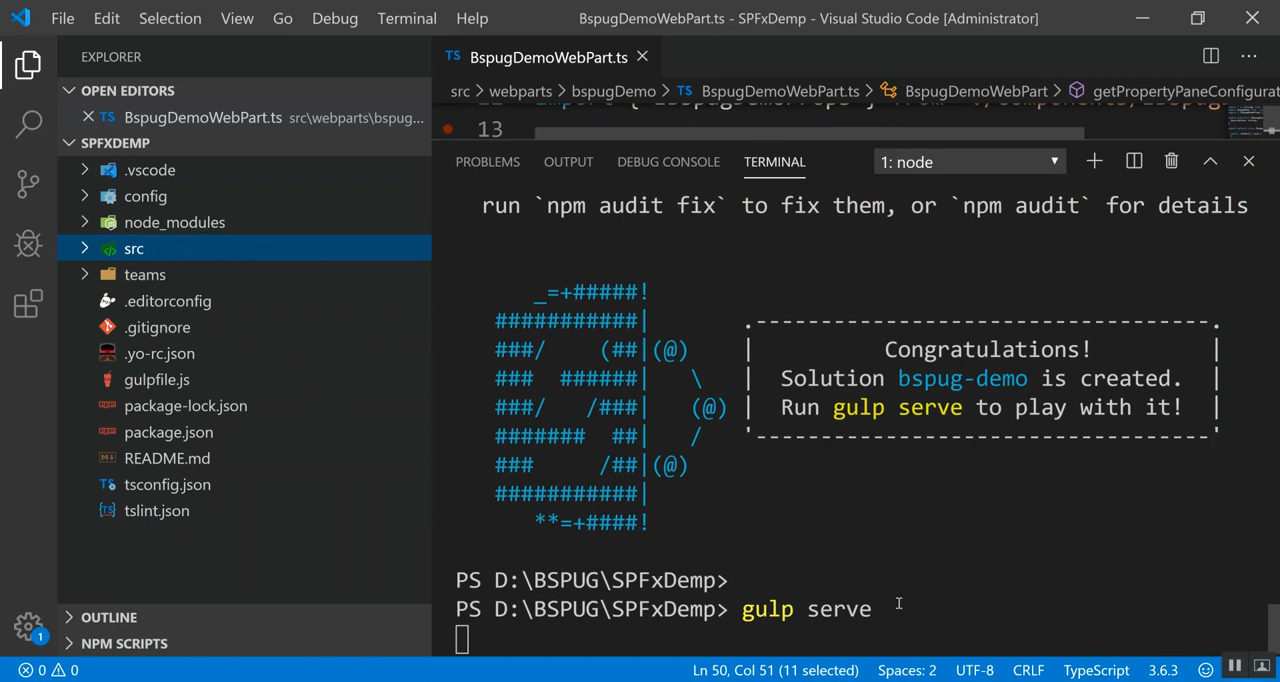 File Edit Selection View Go Debug Terminal Help BspugDemoWebPart.ts - SPFxDemp - Visual Studio Code [Administrator]
EXPLORER
OPEN EDITORS
BspugDemoWebPart.ts src\webparts\bspug...
SPFXDEMP
.vscode
config
node_modules
src
teams
.editorconfig
.gitignore
.yo-rc.json
gulpfile.js
package-lock.json
package.json
README.md
tsconfig.json
tslint.json
OUTLINE
NPM SCRIPTS
TS BspugDemoWebPart.ts
src > webparts > bspugDemo > TS BspugDemoWebPart.ts > BspugDemoWebPart > getPropertyPaneConfigurat
13
PROBLEMS OUTPUT DEBUG CONSOLE TERMINAL 1: node
run `npm audit fix` to fix them, or `npm audit` for details
_=+#####!
###########|
###/    (##|(@)
###  ######|   \
###/   /###|   (@)
#######  ##|   /
###     /##|(@)
###########|
**=+####!
Congratulations!
Solution bspug-demo is created.
Run gulp serve to play with it!
PS D:\BSPUG\SPFxDemp>
PS D:\BSPUG\SPFxDemp> gulp serve
0 0 Ln 50, Col 51 (11 selected) Spaces: 2 UTF-8 CRLF TypeScript 3.6.3
1